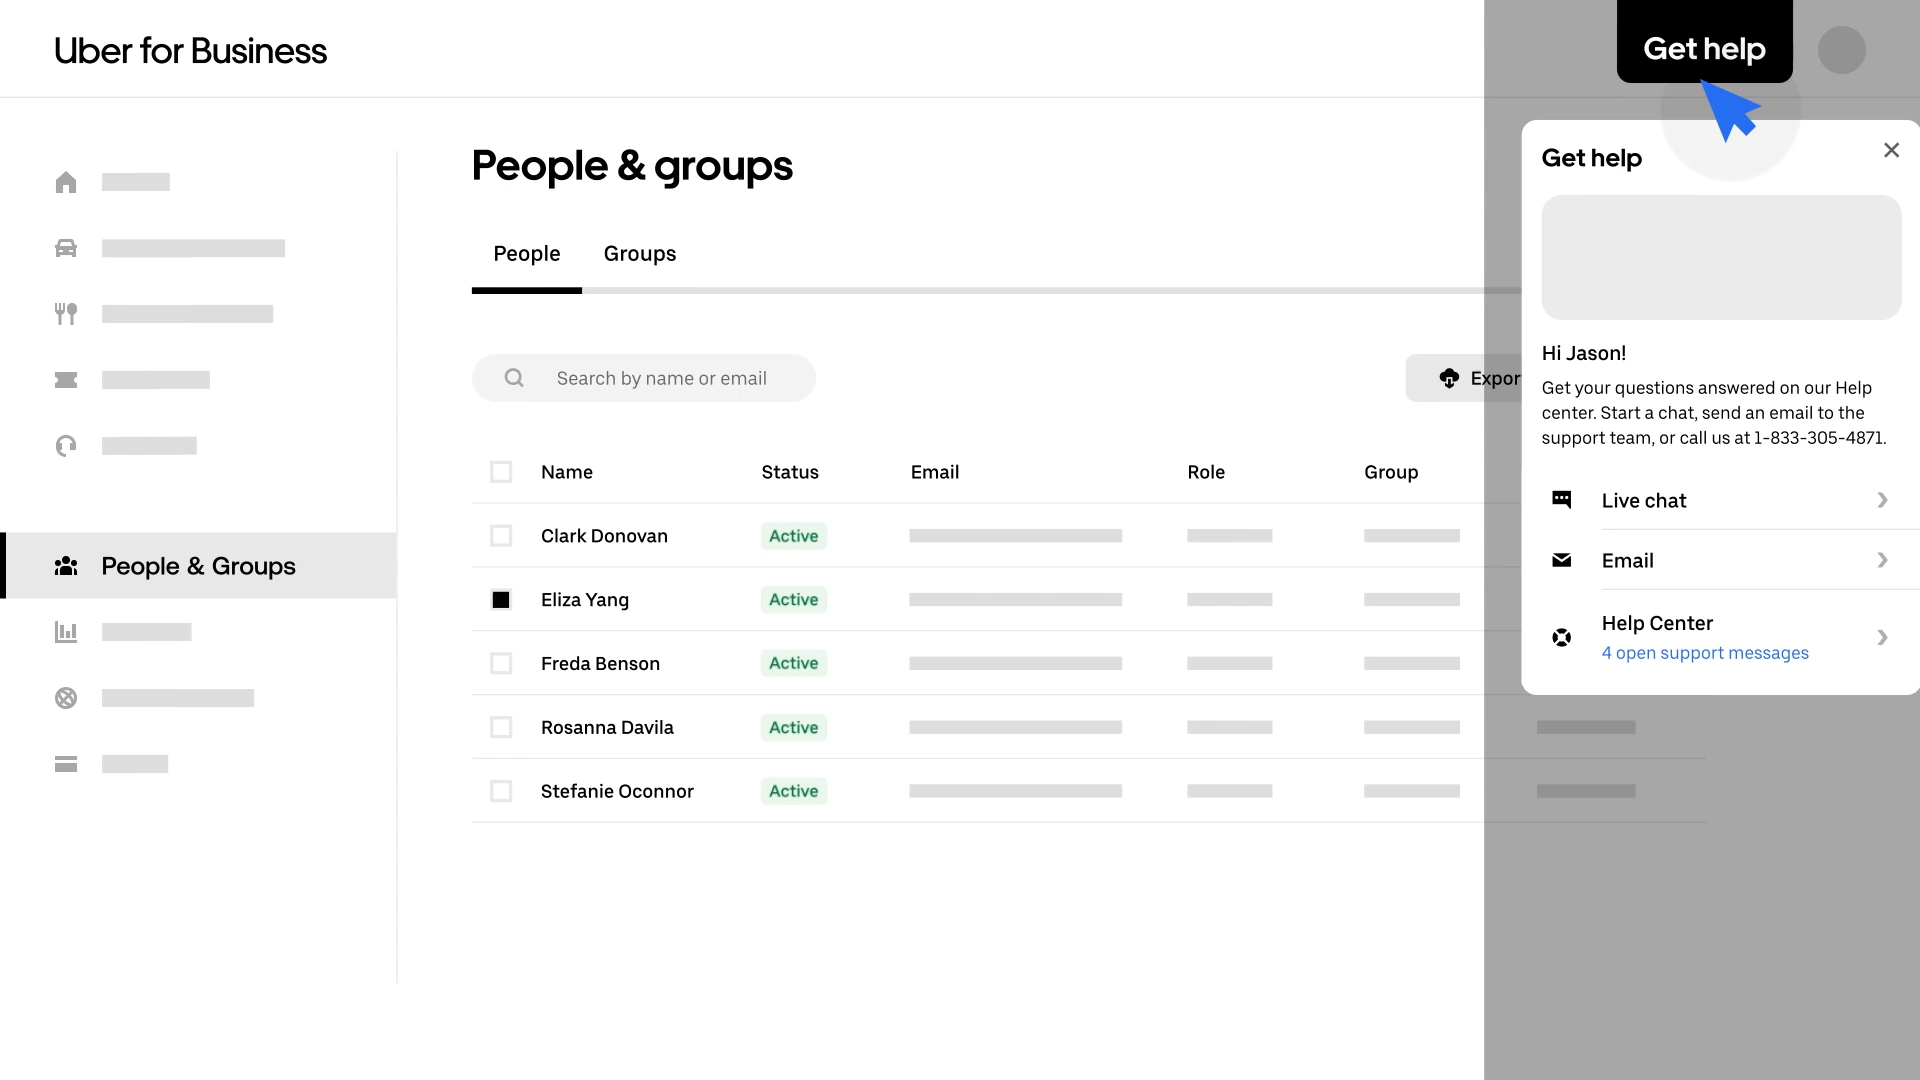 Uber for Business
Get help
People & Groups
People & groups
People Groups
Search by name or email
Expor
Name Status Email Role Group
Clark Donovan Active
Eliza Yang Active
Freda Benson Active
Rosanna Davila Active
Stefanie Oconnor Active
Get help
Hi Jason!
Get your questions answered on our Help
center. Start a chat, send an email to the
support team, or call us at 1-833-305-4871.
Live chat
Email
Help Center
4 open support messages